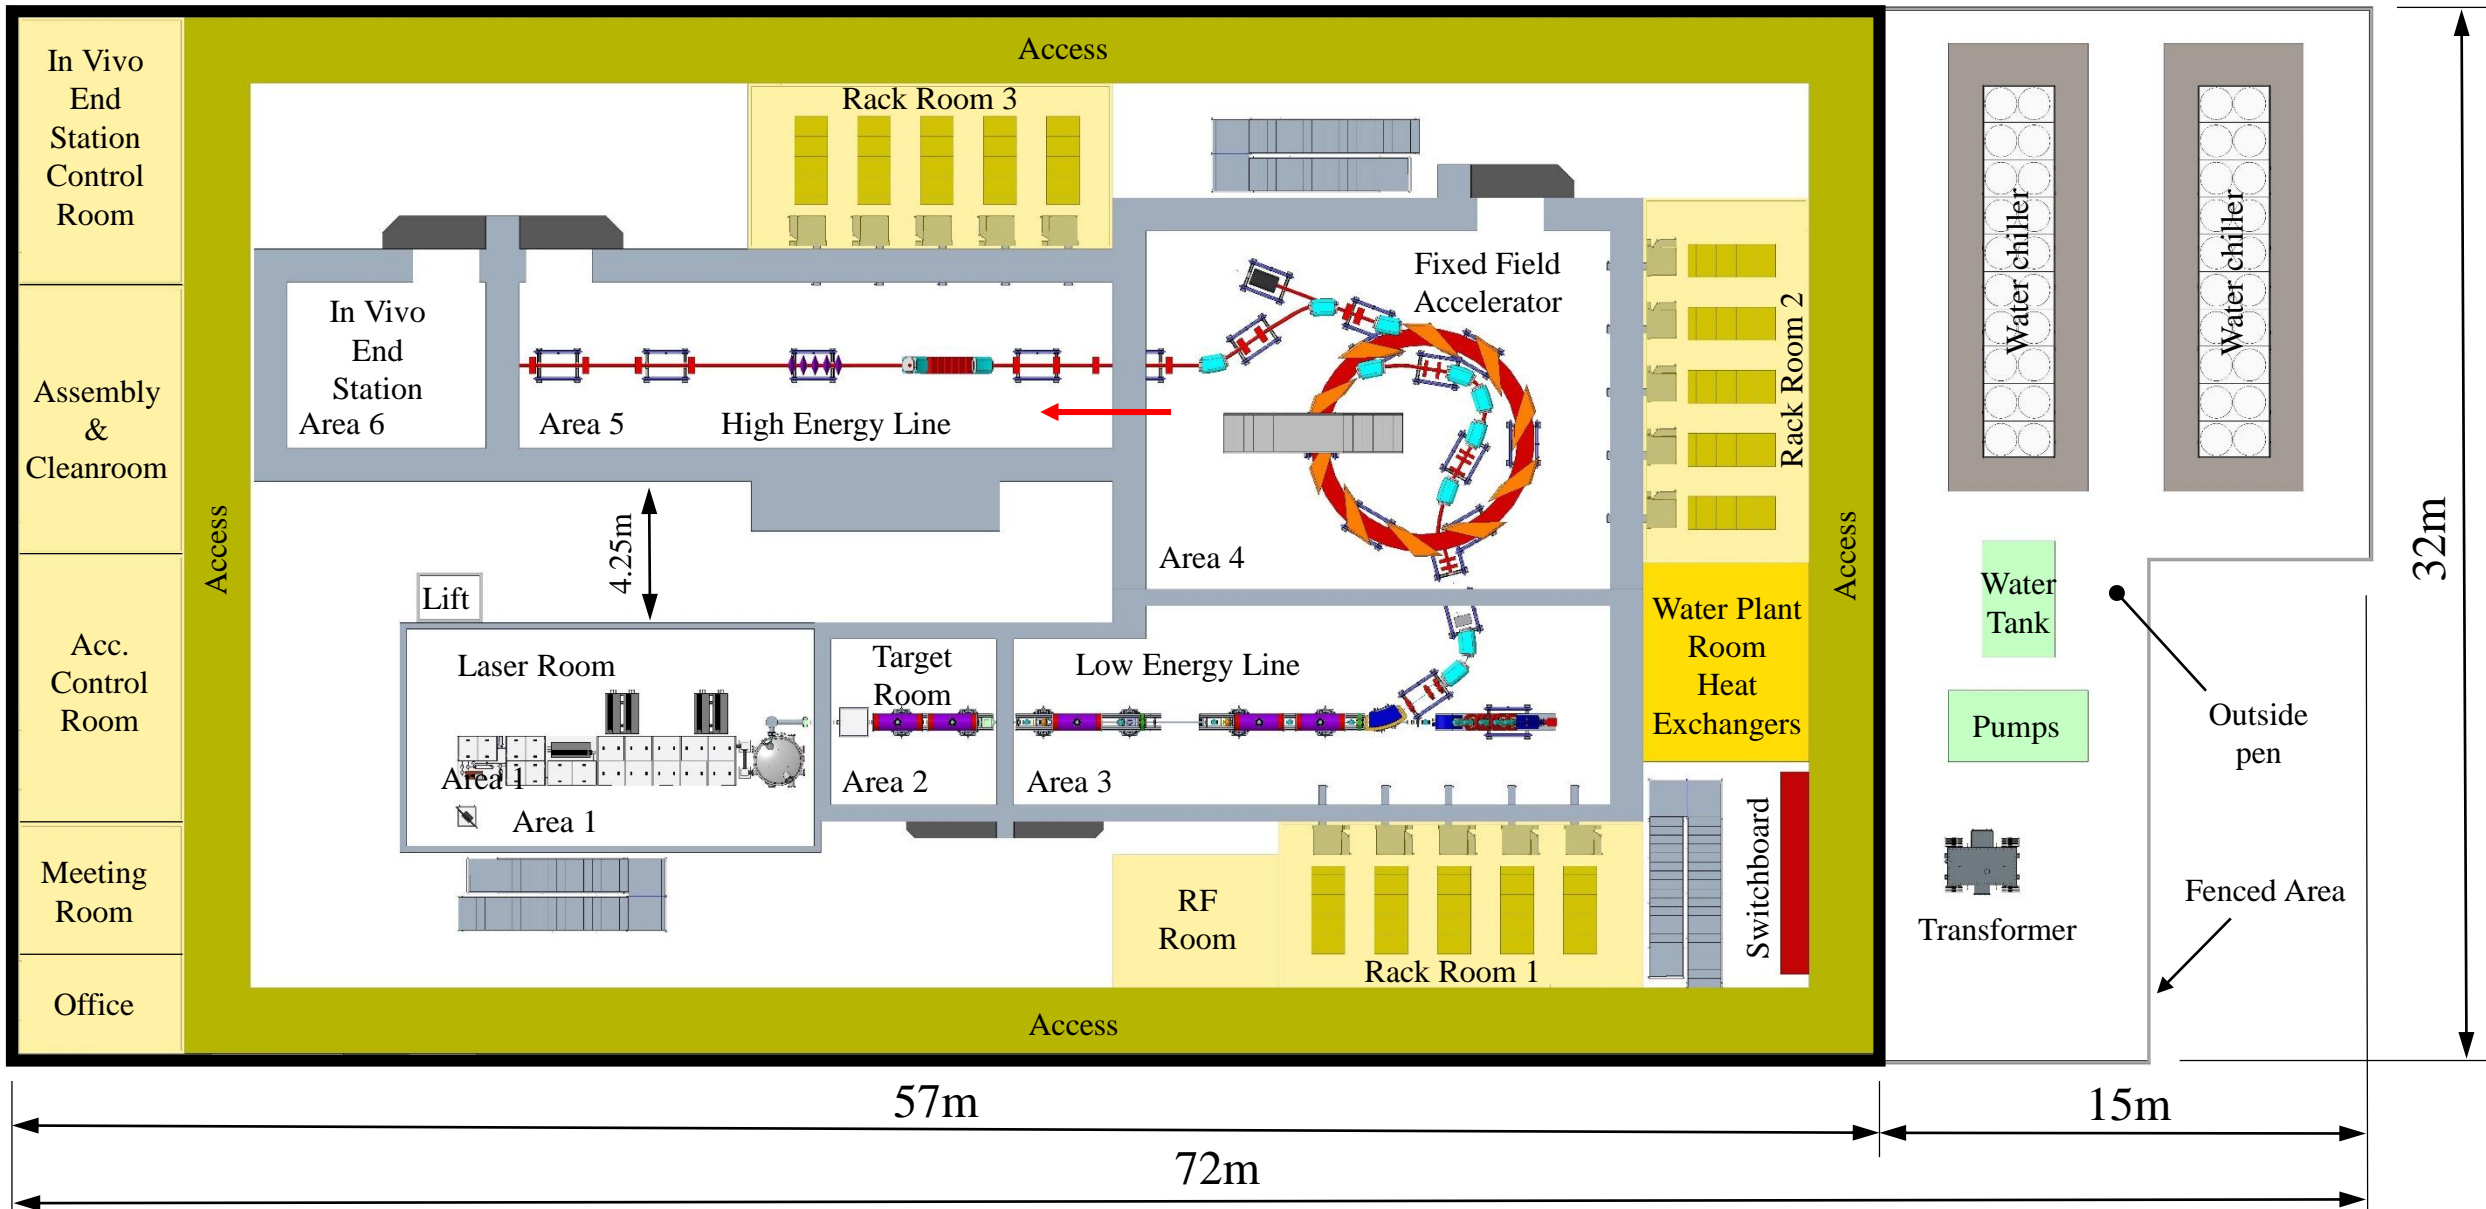 In Vivo
End
Station
Control
Room
Assembly
&
Cleanroom
Acc.
Control
Room
Meeting
Room
Office
Access
Access
Access
Access
Rack Room 3
In Vivo
End
Station
Area 6
Area 5
High Energy Line
Fixed Field
Accelerator
Area 4
Rack Room 2
4.25m
Lift
Laser Room
Area 1
Area 1
Target
Room
Area 2
Low Energy Line
Area 3
Water Plant
Room
Heat
Exchangers
RF
Room
Rack Room 1
Switchboard
Water chiller
Water chiller
Water
Tank
Pumps
Outside
pen
Transformer
Fenced Area
32m
57m
15m
72m